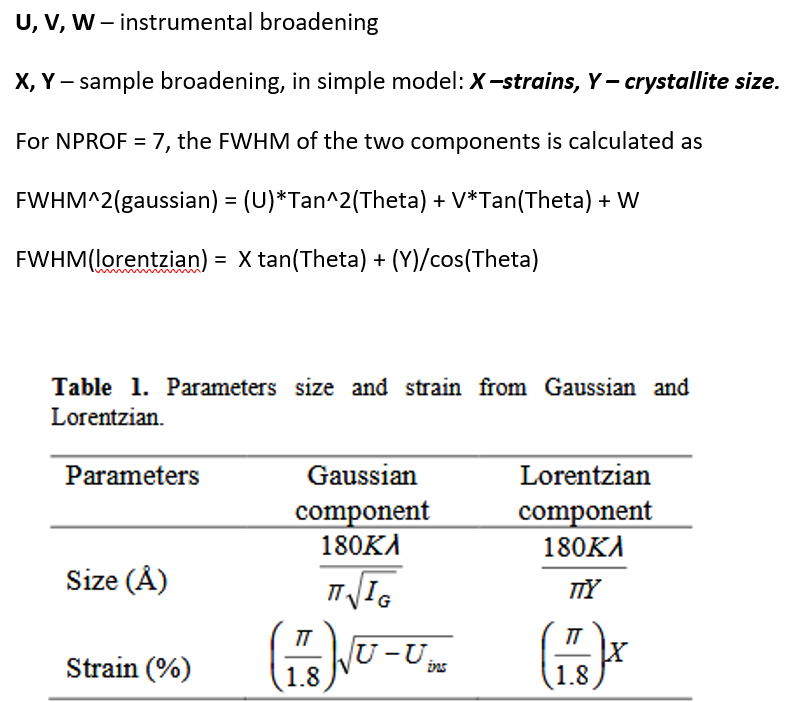 U, V, W – instrumental broadening
X, Y – sample broadening, in simple model: X –strains, Y – crystallite size.
For NPROF = 7, the FWHM of the two components is calculated as
FWHM^2(gaussian) = (U)*Tan^2(Theta) + V*Tan(Theta) + W
FWHM(lorentzian) = X tan(Theta) + (Y)/cos(Theta)
Table 1. Parameters size and strain from Gaussian and
Lorentzian.
Parameters Gaussian component Lorentzian component
Size (Å) 180Kλ / π√I_G 180Kλ / πY
Strain (%) (π/1.8)√U – U_ins (π/1.8)X